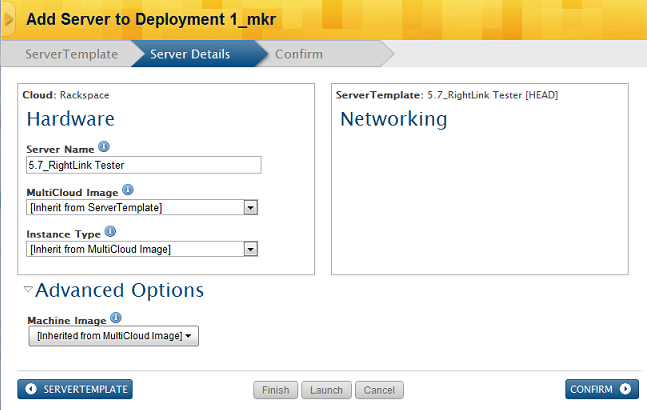 Add Server to Deployment 1_mkr
ServerTemplate
Server Details
Confirm
Cloud: Rackspace
Hardware
Server Name
5.7_RightLink Tester
MultiCloud Image
[Inherit from ServerTemplate]
Instance Type
[Inherit from MultiCloud Image]
ServerTemplate: 5.7_RightLink Tester [HEAD]
Networking
Advanced Options
Machine Image
[Inherited from MultiCloud Image]
SERVERTEMPLATE
Finish
Launch
Cancel
CONFIRM